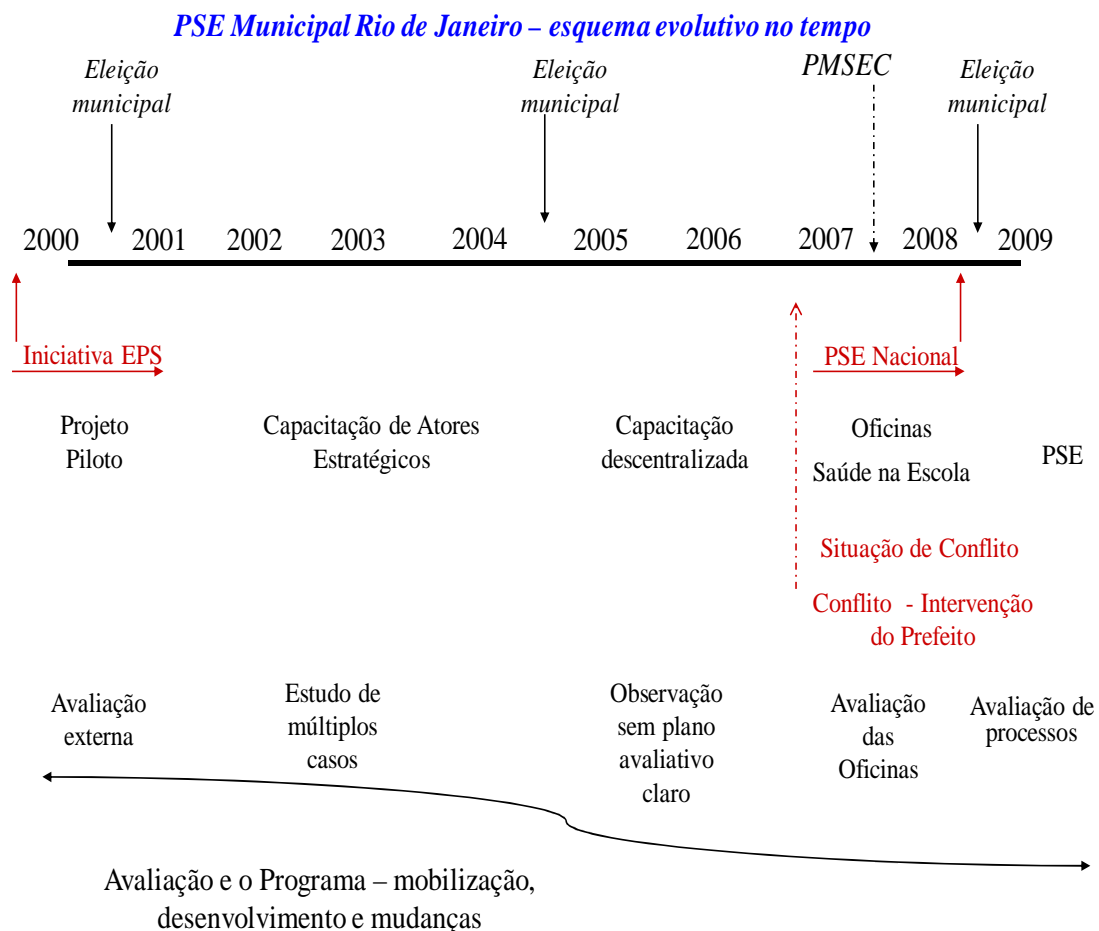 PSE Municipal Rio de Janeiro – esquema evolutivo no tempo
Eleição
municipal
Eleição
municipal
PMSEC
Eleição
municipal
2000 2001 2002 2003 2004 2005 2006 2007 2008 2009
Iniciativa EPS
PSE Nacional
Projeto
Piloto
Capacitação de Atores
Estratégicos
Capacitação
descentralizada
Oficinas
Saúde na Escola
PSE
Situação de Conflito
Conflito - Intervenção
do Prefeito
Avaliação
externa
Estudo de
múltiplos
casos
Observação
sem plano
avaliativo
claro
Avaliação
das
Oficinas
Avaliação de
processos
Avaliação e o Programa – mobilização,
desenvolvimento e mudanças